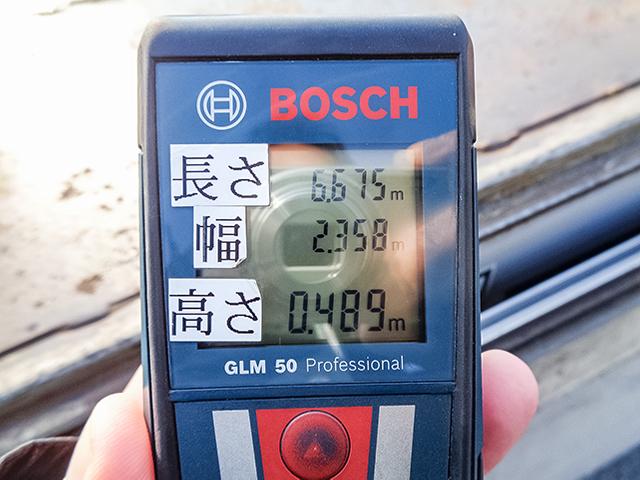 BOSCH
長さ 6.675m
幅 2.358m
高さ 0.489m
GLM 50 Professional